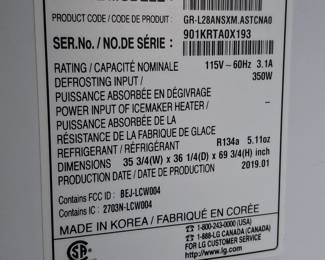 PRODUCT CODE / CODE DE PRODUIT : GR-L28ANSXM.ASTCNA0
SER.No. / NO.DE SÉRIE : 901KRTA0X193
RATING / CAPACITÉ NOMINALE 115V~60Hz 3.1A
DEFROSTING INPUT / 350W
PUISSANCE ABSORBÉE EN DÉGIVRAGE
POWER INPUT OF ICEMAKER HEATER /
PUISSANCE ABSORBÉE DE LA
RÉSISTANCE DE LA FABRIQUE DE GLACE
REFRIGERANT / RÉFRIGÉRANT R134a 5.11oz
DIMENSIONS 35 3/4(W) x 36 1/4(D) x 69 3/4(H) inch
PRODUCTION DATE / DATE DE PRODUCTION 2019.01
Contains FCC ID : BEJ-LCW004
Contains IC : 2703N-LCW004
MADE IN KOREA / FABRIQUÉ EN CORÉE
1-800-243-0000 (USA)
1-888-LG CANADA (CANADA)
FOR LG CUSTOMER SERVICE
http://www.lg.com